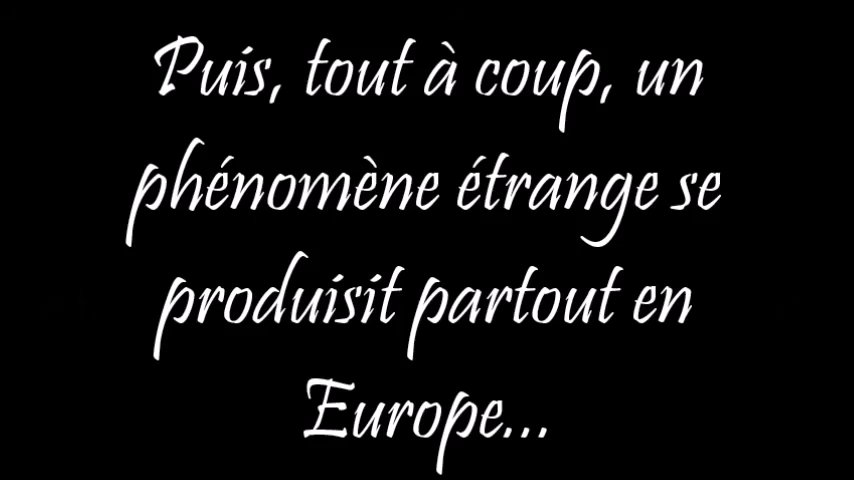 Puis, tout à coup, un
phénomène étrange se
produisit partout en
Europe...